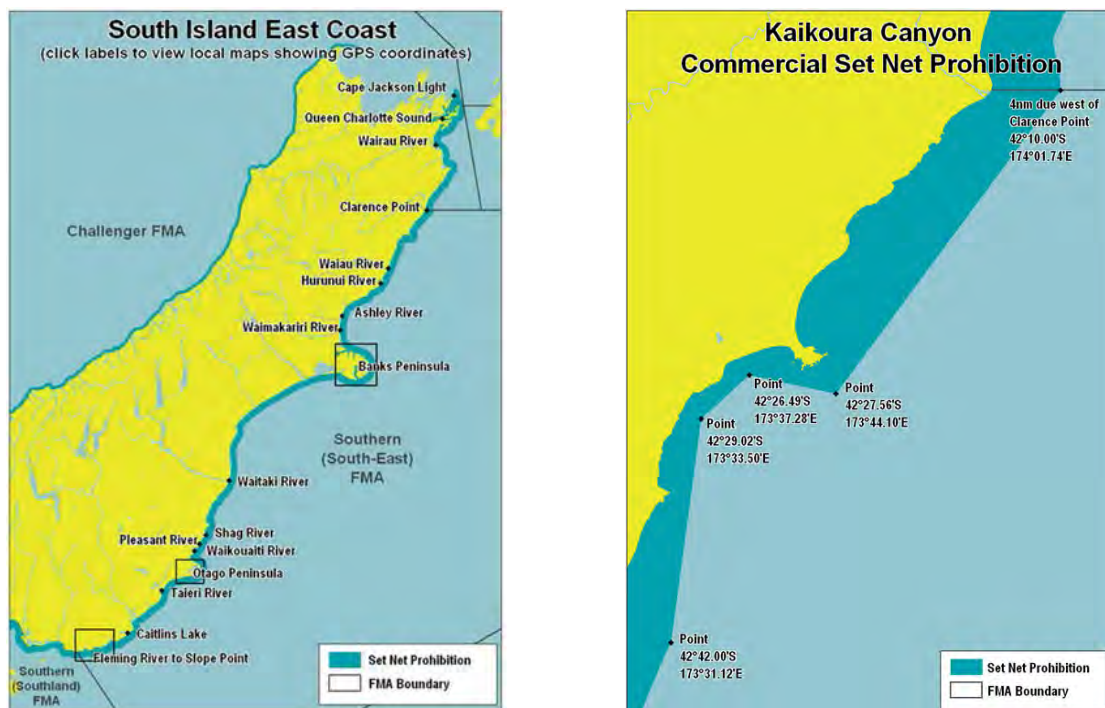 South Island East Coast
(click labels to view local maps showing GPS coordinates)
Cape Jackson Light
Queen Charlotte Sound
Wairau River
Clarence Point
Challenger FMA
Waiau River
Hurunui River
Ashley River
Waimakariri River
Banks Peninsula
Southern
(South-East)
FMA
Waitaki River
Shag River
Pleasant River
Waikouaiti River
Otago Peninsula
Taieri River
Caitlins Lake
Fleming River to Slope Point
Southern
(Southland)
FMA
Set Net Prohibition
FMA Boundary
Kaikoura Canyon
Commercial Set Net Prohibition
4nm due west of
Clarence Point
42°10.00'S
174°01.74'E
Point
42°26.49'S
173°37.28'E
Point
42°27.56'S
173°44.10'E
Point
42°29.02'S
173°33.50'E
Point
42°42.00'S
173°31.12'E
Set Net Prohibition
FMA Boundary